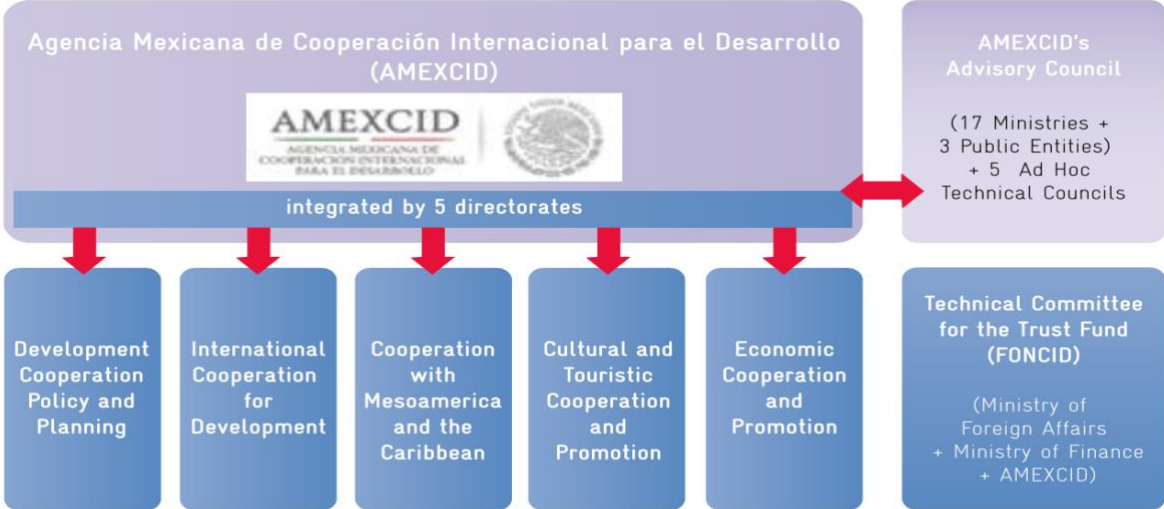 Agencia Mexicana de Cooperación Internacional para el Desarrollo
(AMEXCID)
AMEXCID
AGENCIA MEXICANA DE
COOPERACIÓN INTERNACIONAL
PARA EL DESARROLLO
integrated by 5 directorates
AMEXCID's
Advisory Council
(17 Ministries +
3 Public Entities)
+ 5 Ad Hoc
Technical Councils
Development
Cooperation
Policy and
Planning
International
Cooperation
for
Development
Cooperation
with
Mesoamerica
and the
Caribbean
Cultural and
Touristic
Cooperation
and
Promotion
Economic
Cooperation
and
Promotion
Technical Committee
for the Trust Fund
(FONCID)
(Ministry of
Foreign Affairs
+ Ministry of Finance
+ AMEXCID)